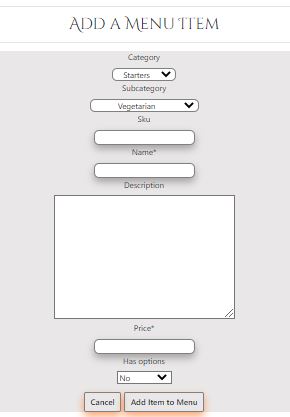 Add a Menu Item
Category
Starters
Subcategory
Vegetarian
Sku
Name*
Description
Price*
Has options
No
Cancel Add Item to Menu